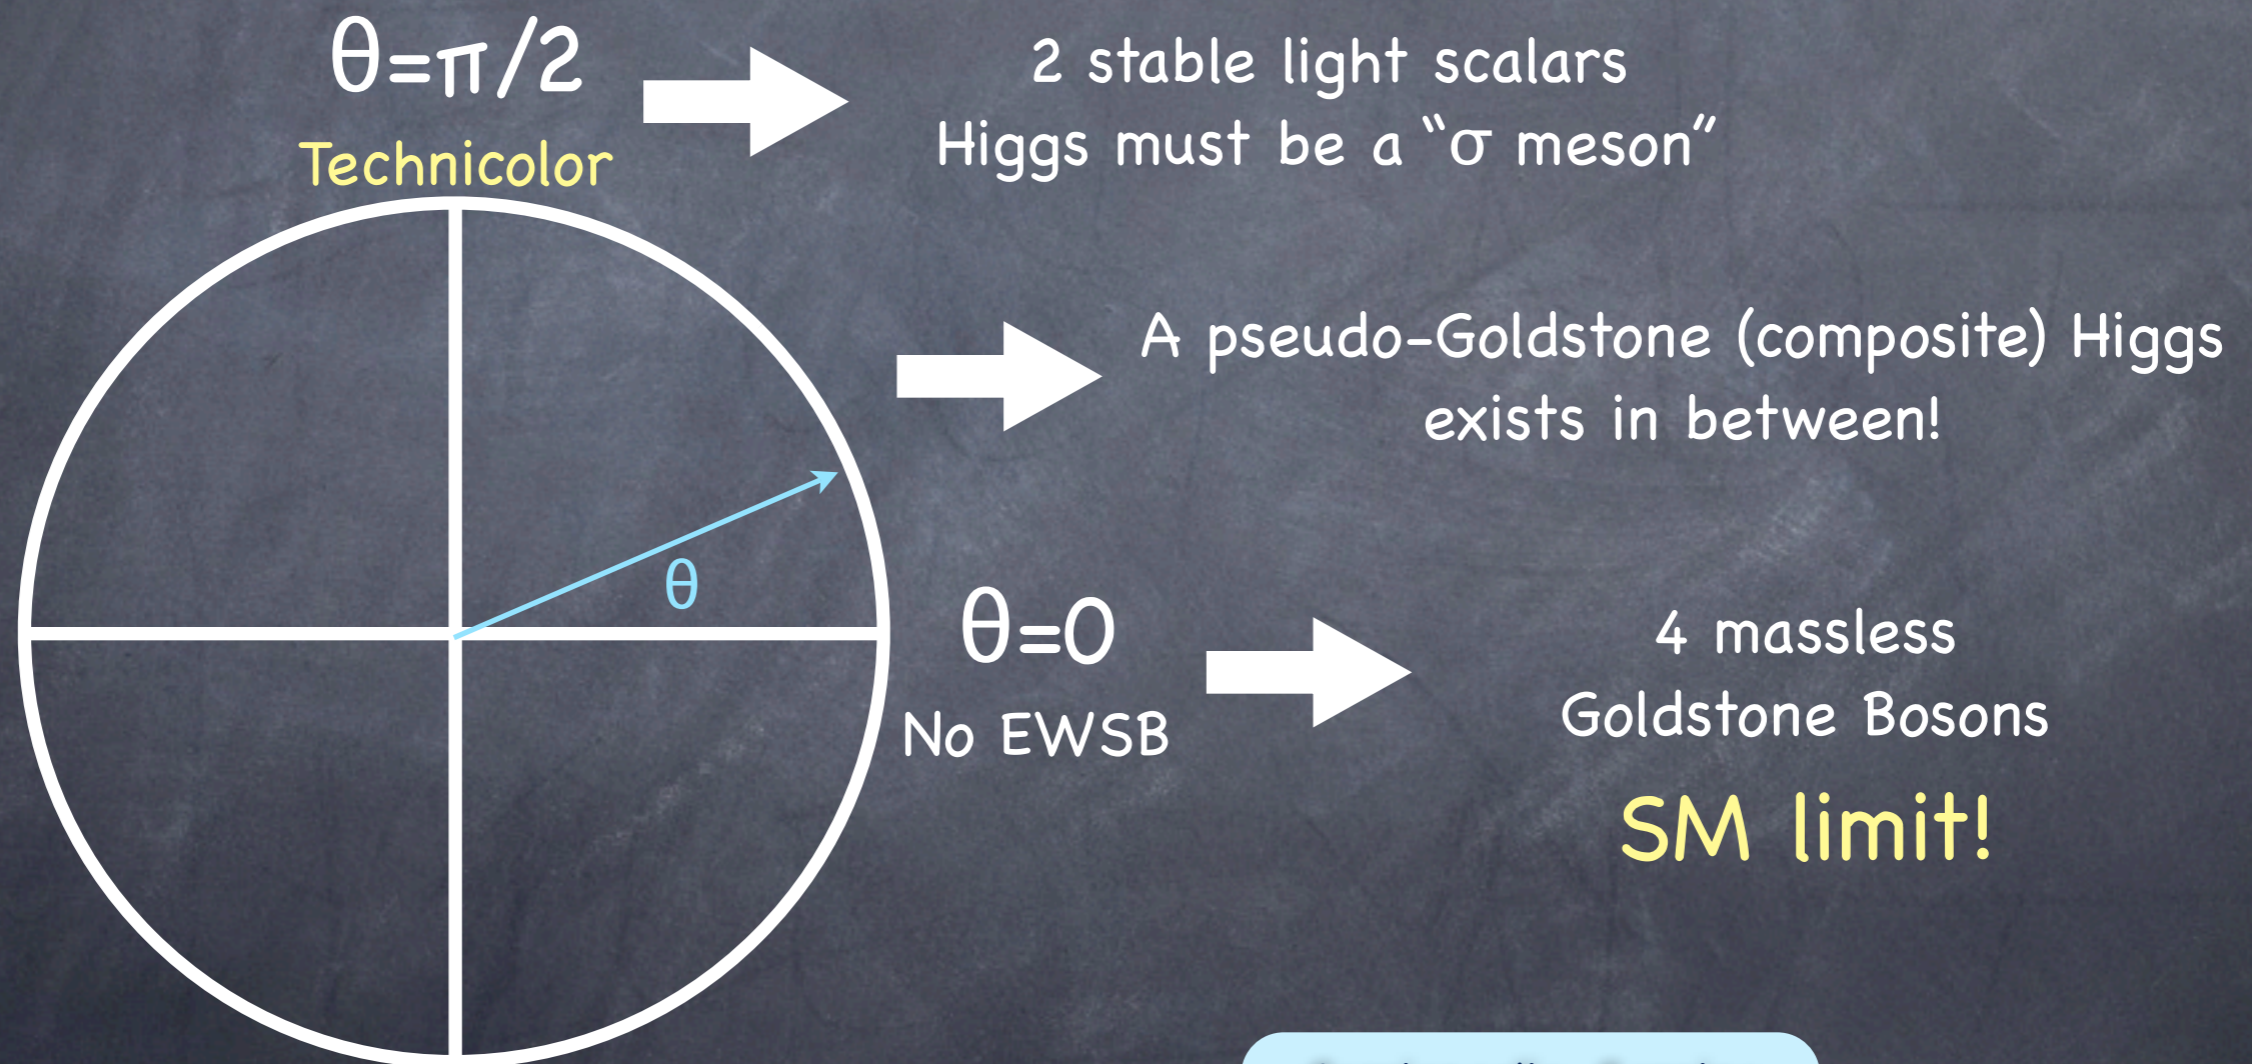 θ=π/2
Technicolor
2 stable light scalars
Higgs must be a “σ meson”
A pseudo-Goldstone (composite) Higgs
exists in between!
θ
θ=0
No EWSB
4 massless
Goldstone Bosons
SM limit!